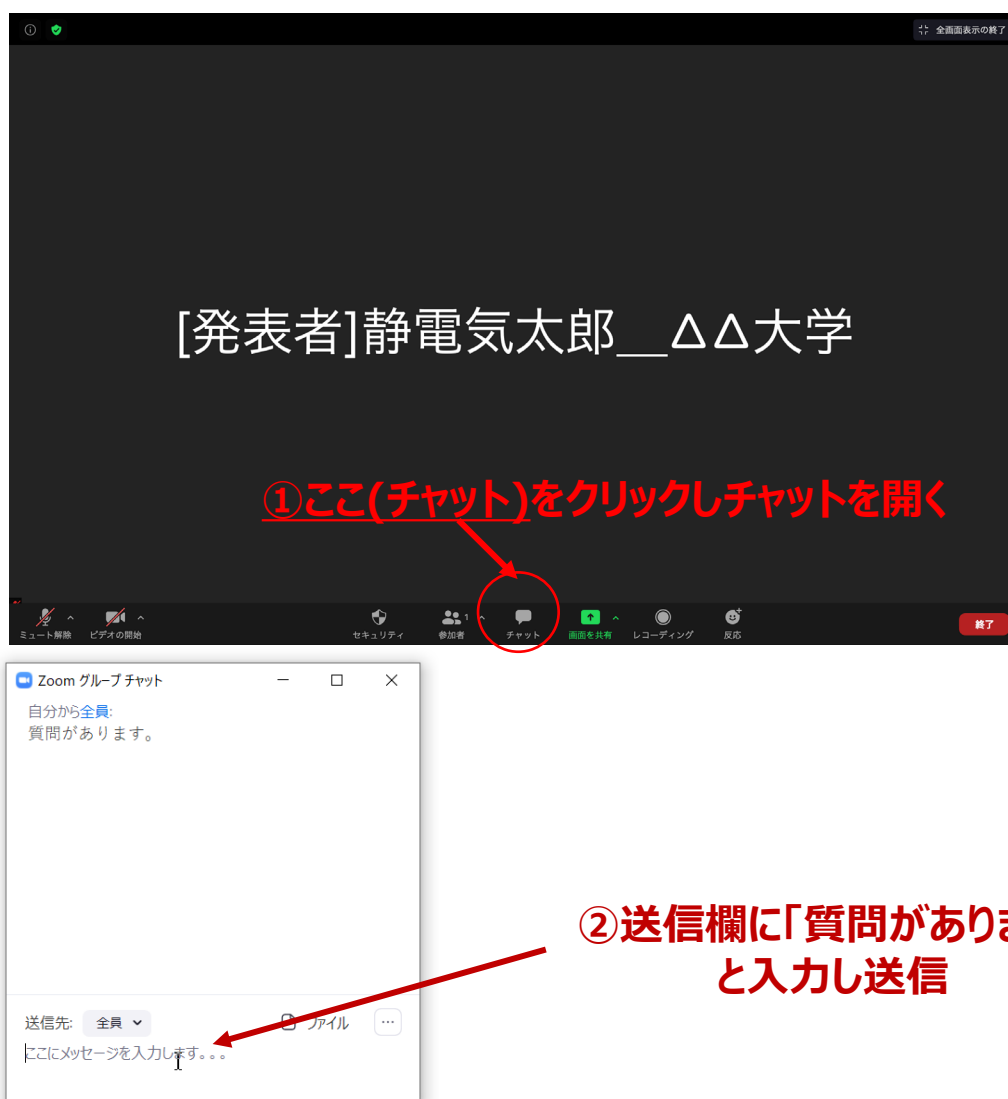 全画面表示の終了
[発表者]静電気太郎__△△大学
①ここ(チャット)をクリックしチャットを開く
ミュート解除 ビデオの開始 セキュリティ 参加者 1 チャット 画面を共有 レコーディング 反応 終了
Zoom グループ チャット
自分から全員:
質問があります。
②送信欄に「質問がありま
と入力し送信
送信先: 全員 ファイル
ここにメッセージを入力します。。。